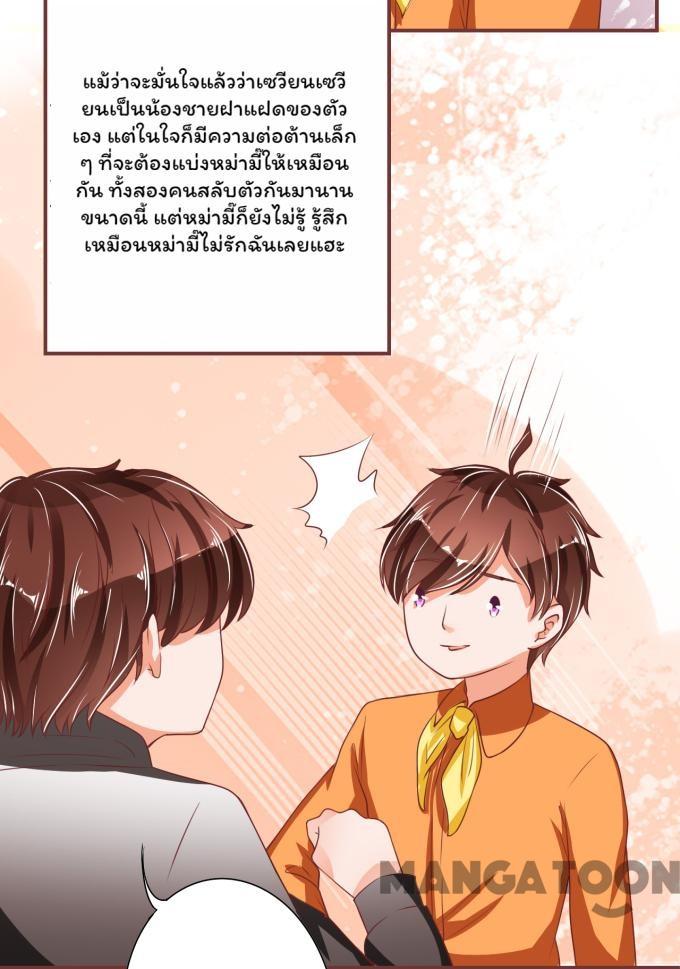 แม้ว่าจะมั่นใจแล้วว่าเซวียนเซวี
ยนเป็นน้องชายฝาแฝดของตัว
เอง แต่ในใจก็มีความต่อต้านเล็ก
ๆ ที่จะต้องแบ่งหม่ามี๊ให้เหมือน
กัน ทั้งสองคนสลับตัวกันมานาน
ขนาดนี้ แต่หม่ามี๊ก็ยังไม่รู้ รู้สึก
เหมือนหม่ามี๊ไม่รักฉันเลยแฮะ
MANGATOON